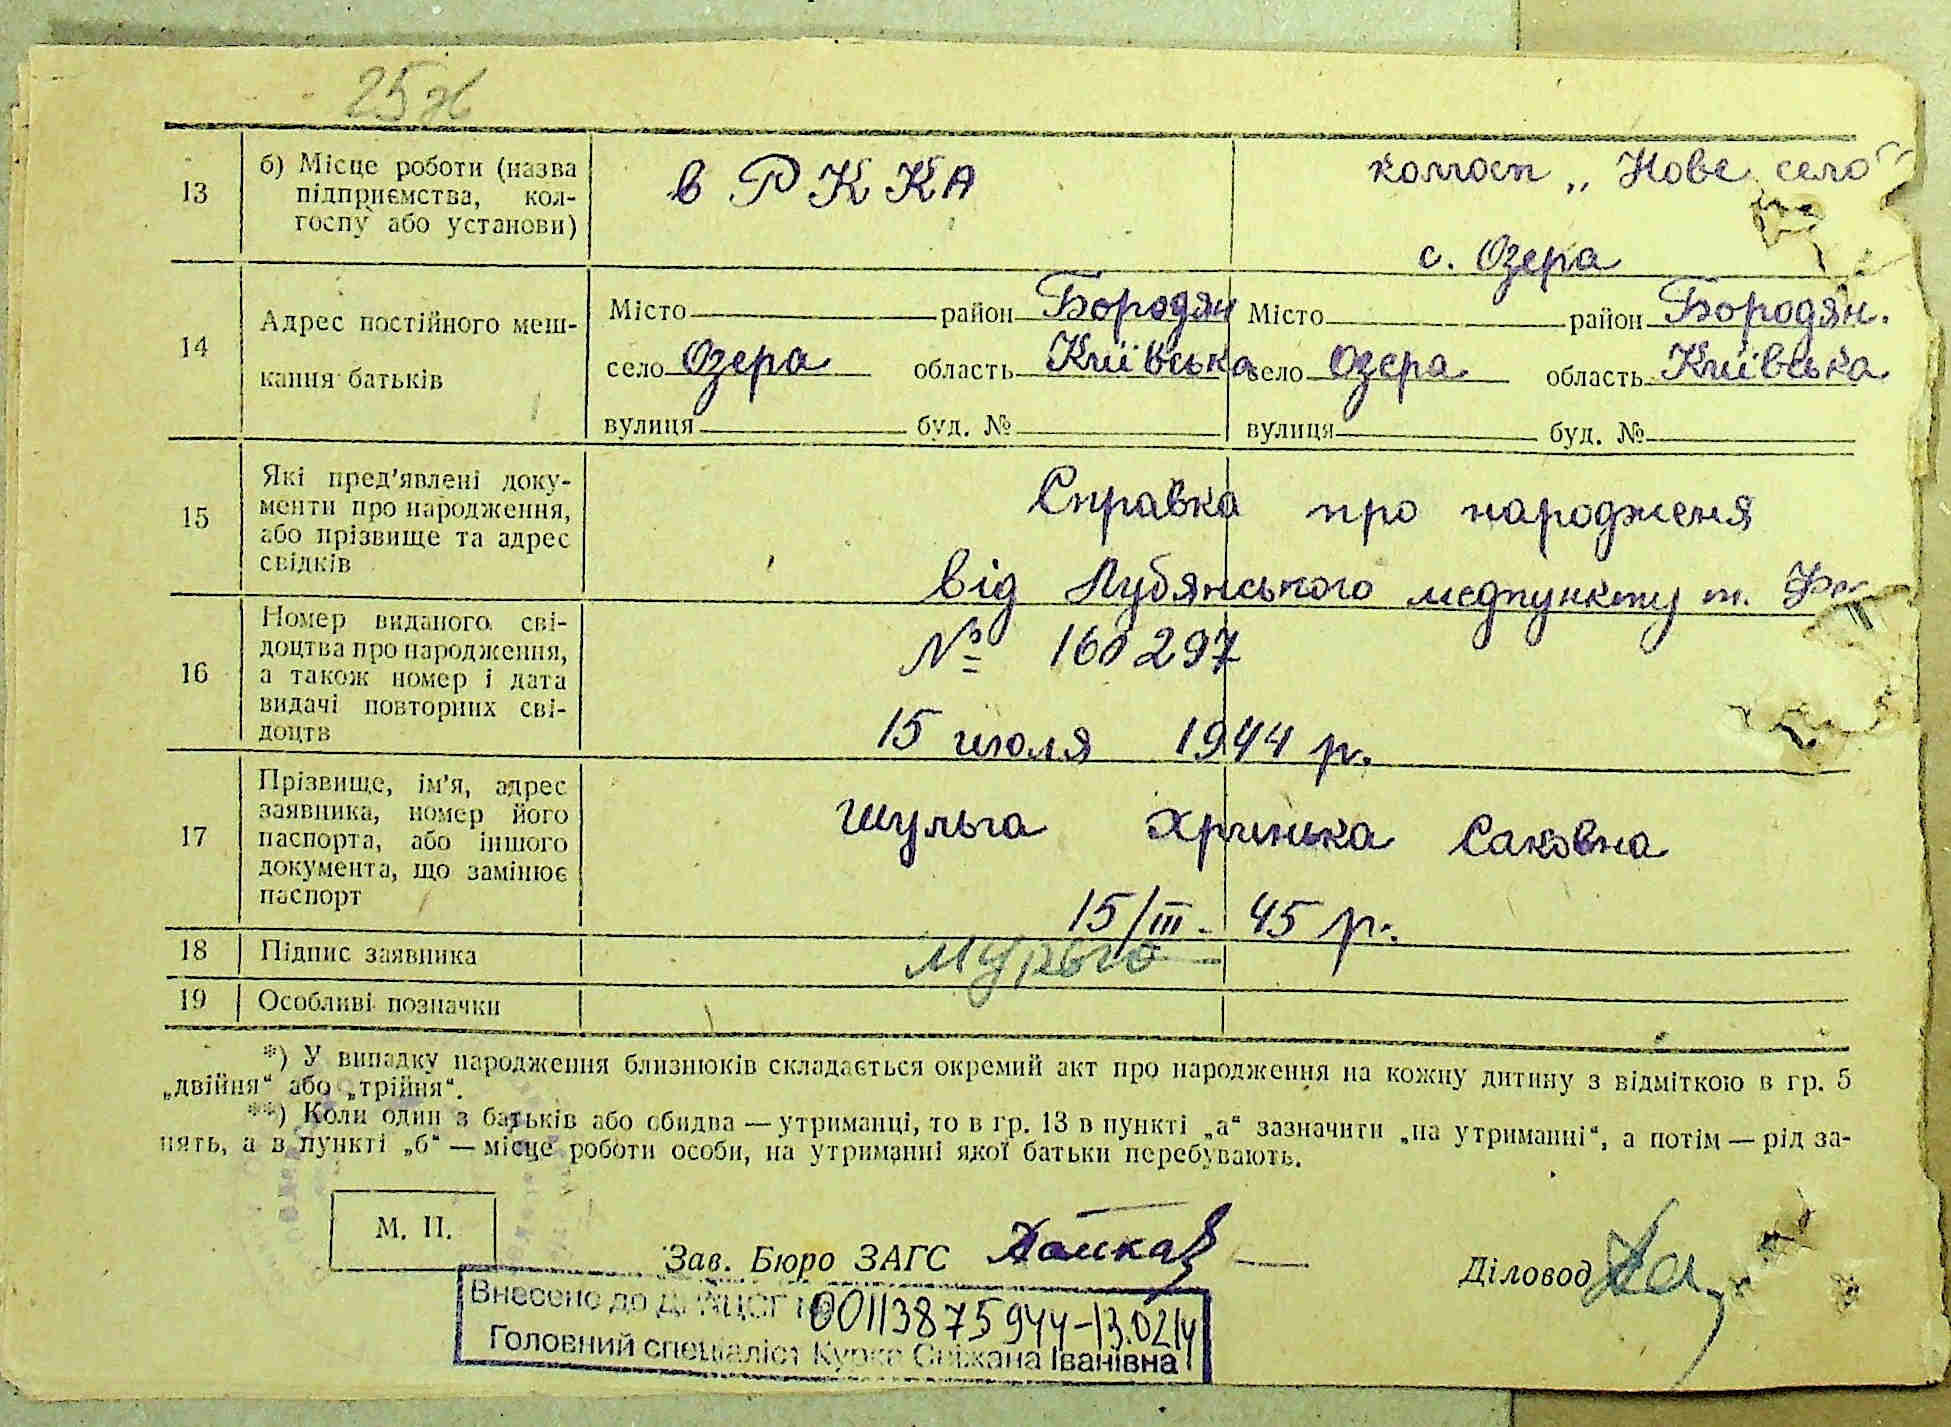 25
13
б) Місце роботи (назва
підприємства, кол-
госпу або установи)
в РККА
колгосп „Нове село“
с. Озера
14
Адрес постійного меш-
кання батьків
Місто район Бородян
село Озера область Київська
вулиця буд. №
Місто район Бородян.
село Озера область Київська
вулиця буд. №
15
Які пред'явлені доку-
менти про народження,
або прізвище та адрес
свідків
Справка про народженя
від Лубянського медпункту т.
16
Номер виданого сві-
доцтва про народження,
а також номер і дата
видачі повторних сві-
доцтв
№ 160297
15 июля 1944 р.
17
Прізвище, ім'я, адрес
заявника, номер його
паспорта, або іншого
документа, що замінює
паспорт
Шульга Хринька Саковна
15/III. 45 р.
18
Підпис заявника
19
Особливі позначки
*) У випадку народження близнюків складається окремий акт про народження на кожну дитину з відміткою в гр. 5
„двійня“ або „трійня“.
**) Коли один з батьків або обидва — утриманці, то в гр. 13 в пункті „а“ зазначити „на утриманні“, а потім — рід за-
нять, а в пункті „б“ — місце роботи особи, на утриманні якої батьки перебувають.
М. П.
Зав. Бюро ЗАГС
Діловод
Внесено до ДРАЦСГ № 00113875944-13.02.14
Головний спеціаліст Курка Сніжана Іванівна